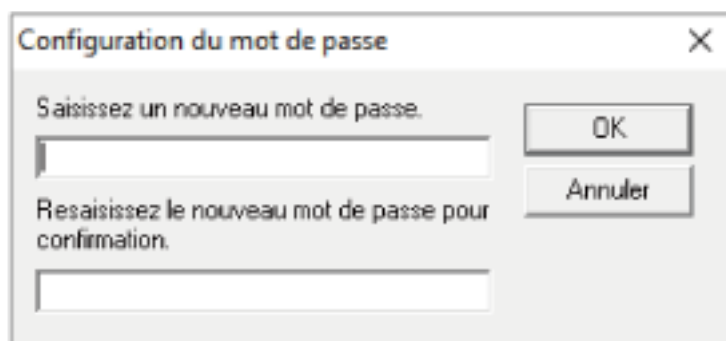 Configuration du mot de passe
Saisissez un nouveau mot de passe.
OK
Annuler
Resaisissez le nouveau mot de passe pour
confirmation.